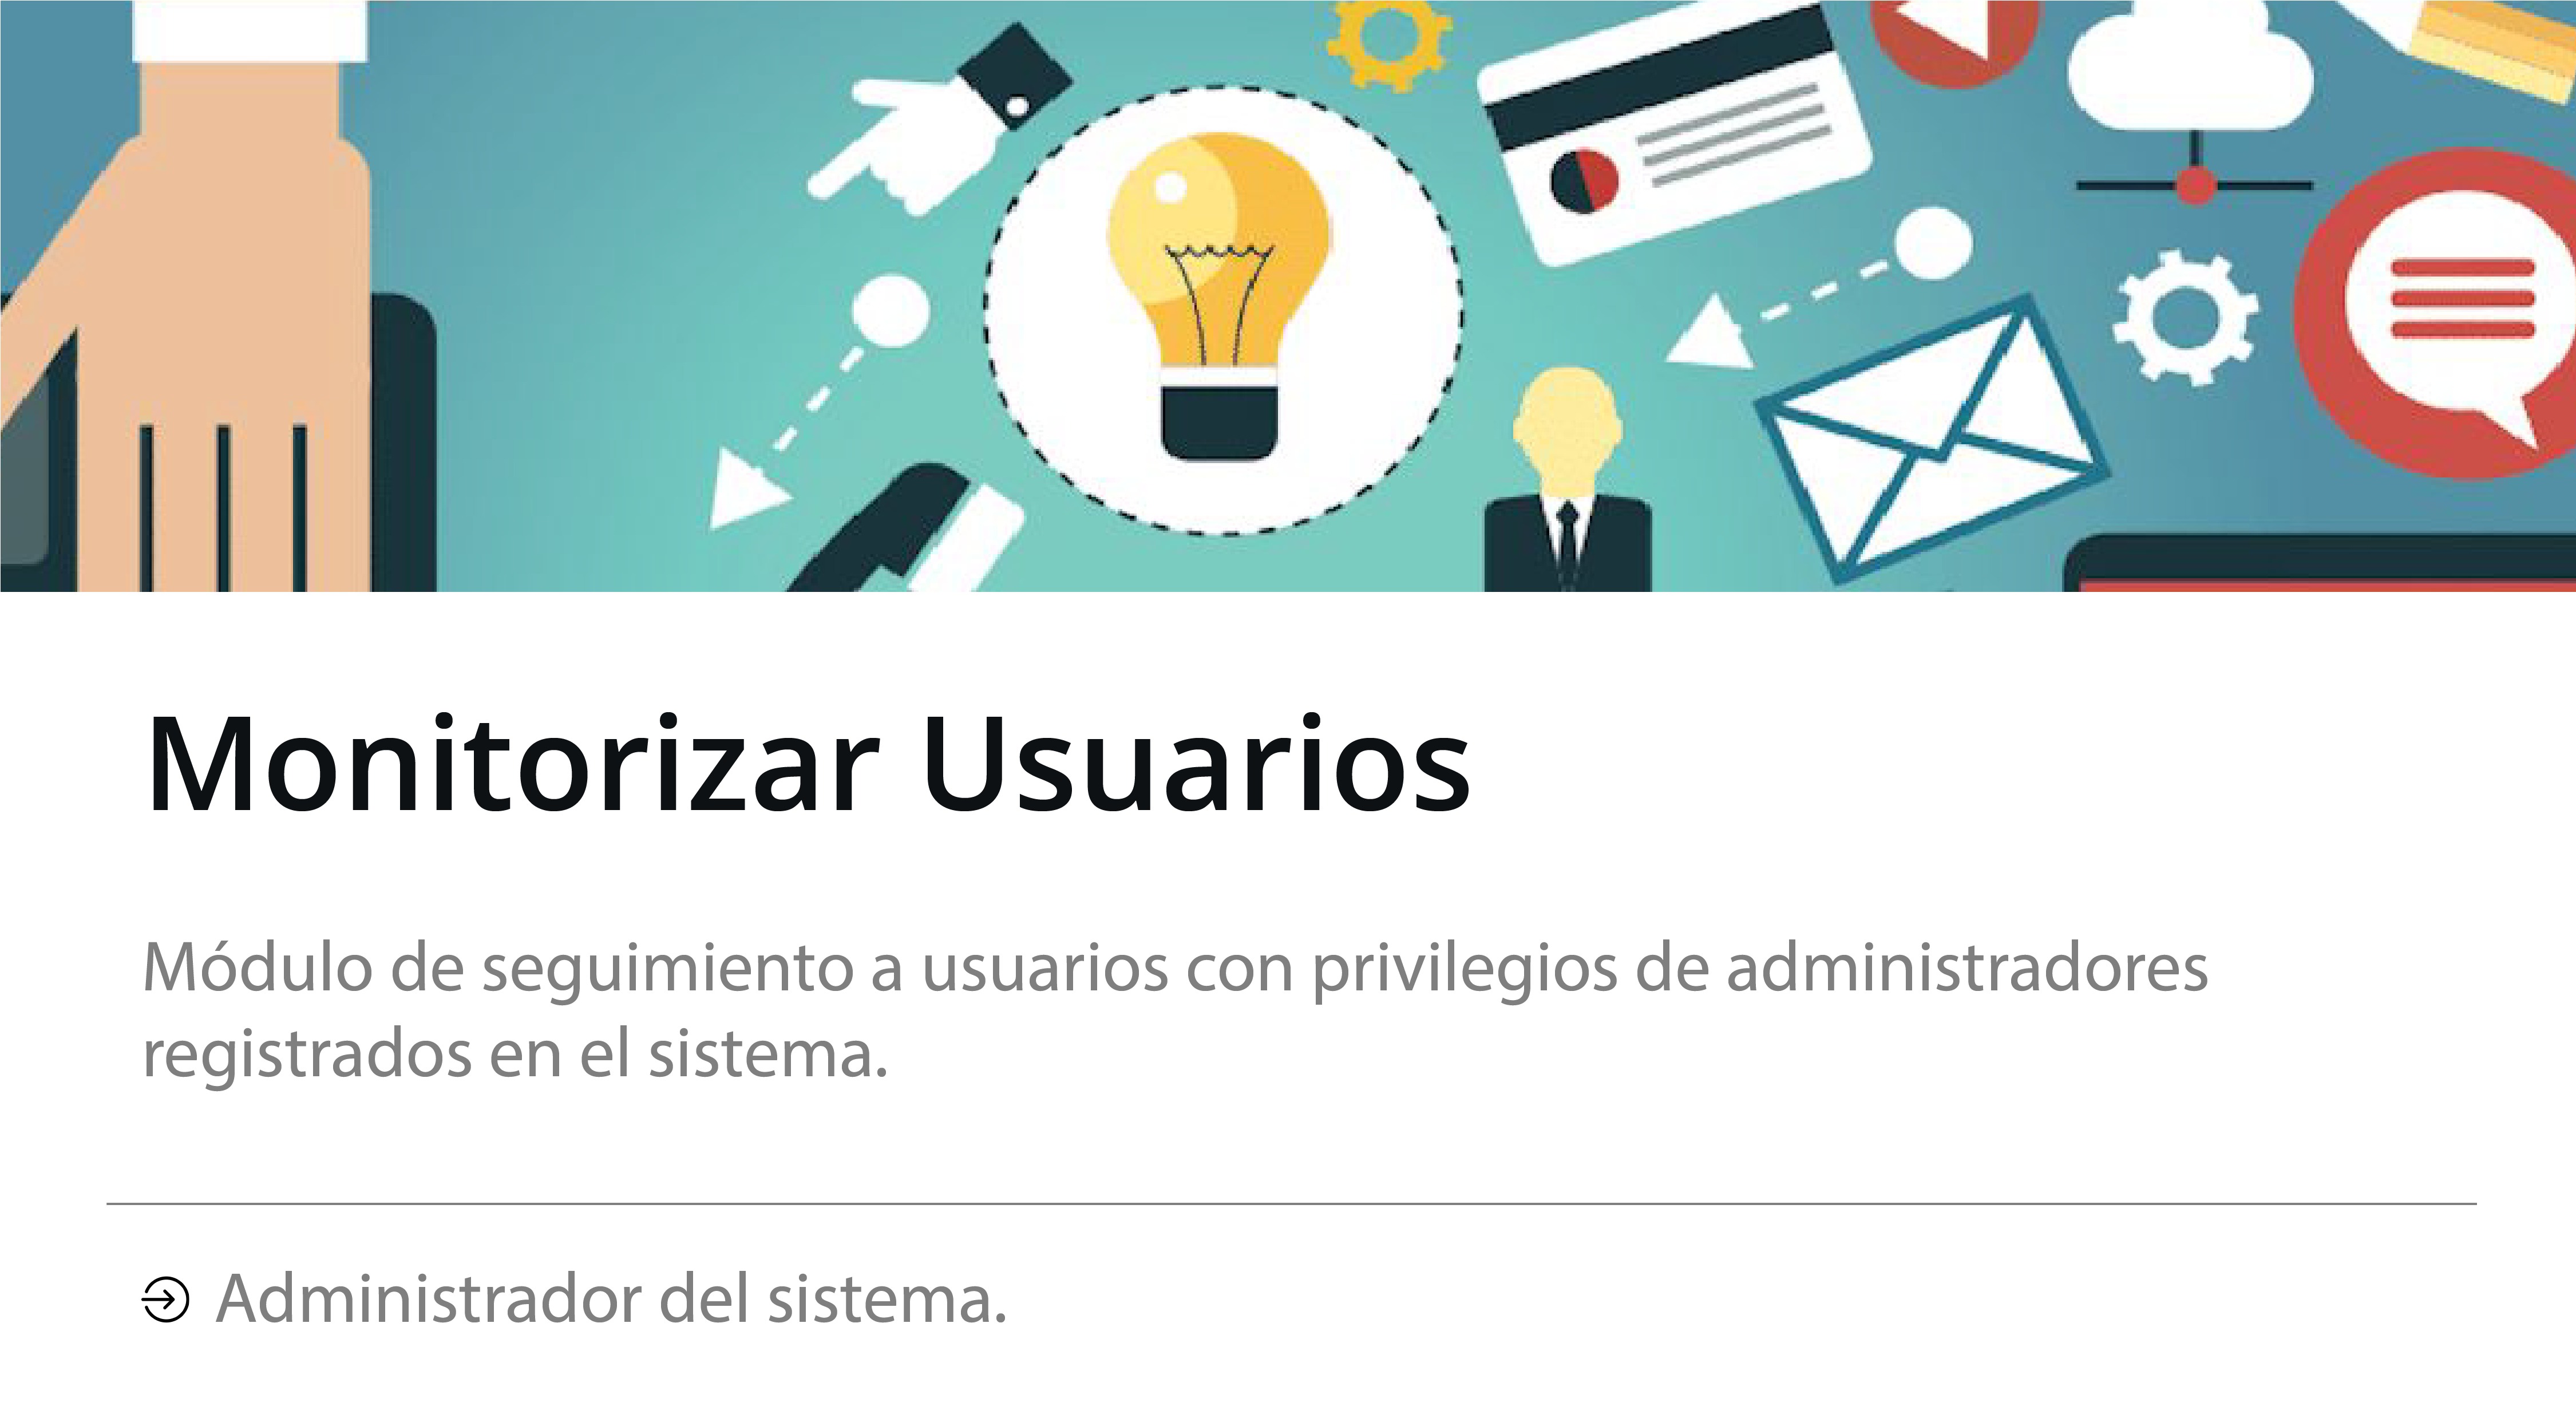 Monitorizar Usuarios
Módulo de seguimiento a usuarios con privilegios de administradores
registrados en el sistema.
Administrador del sistema.